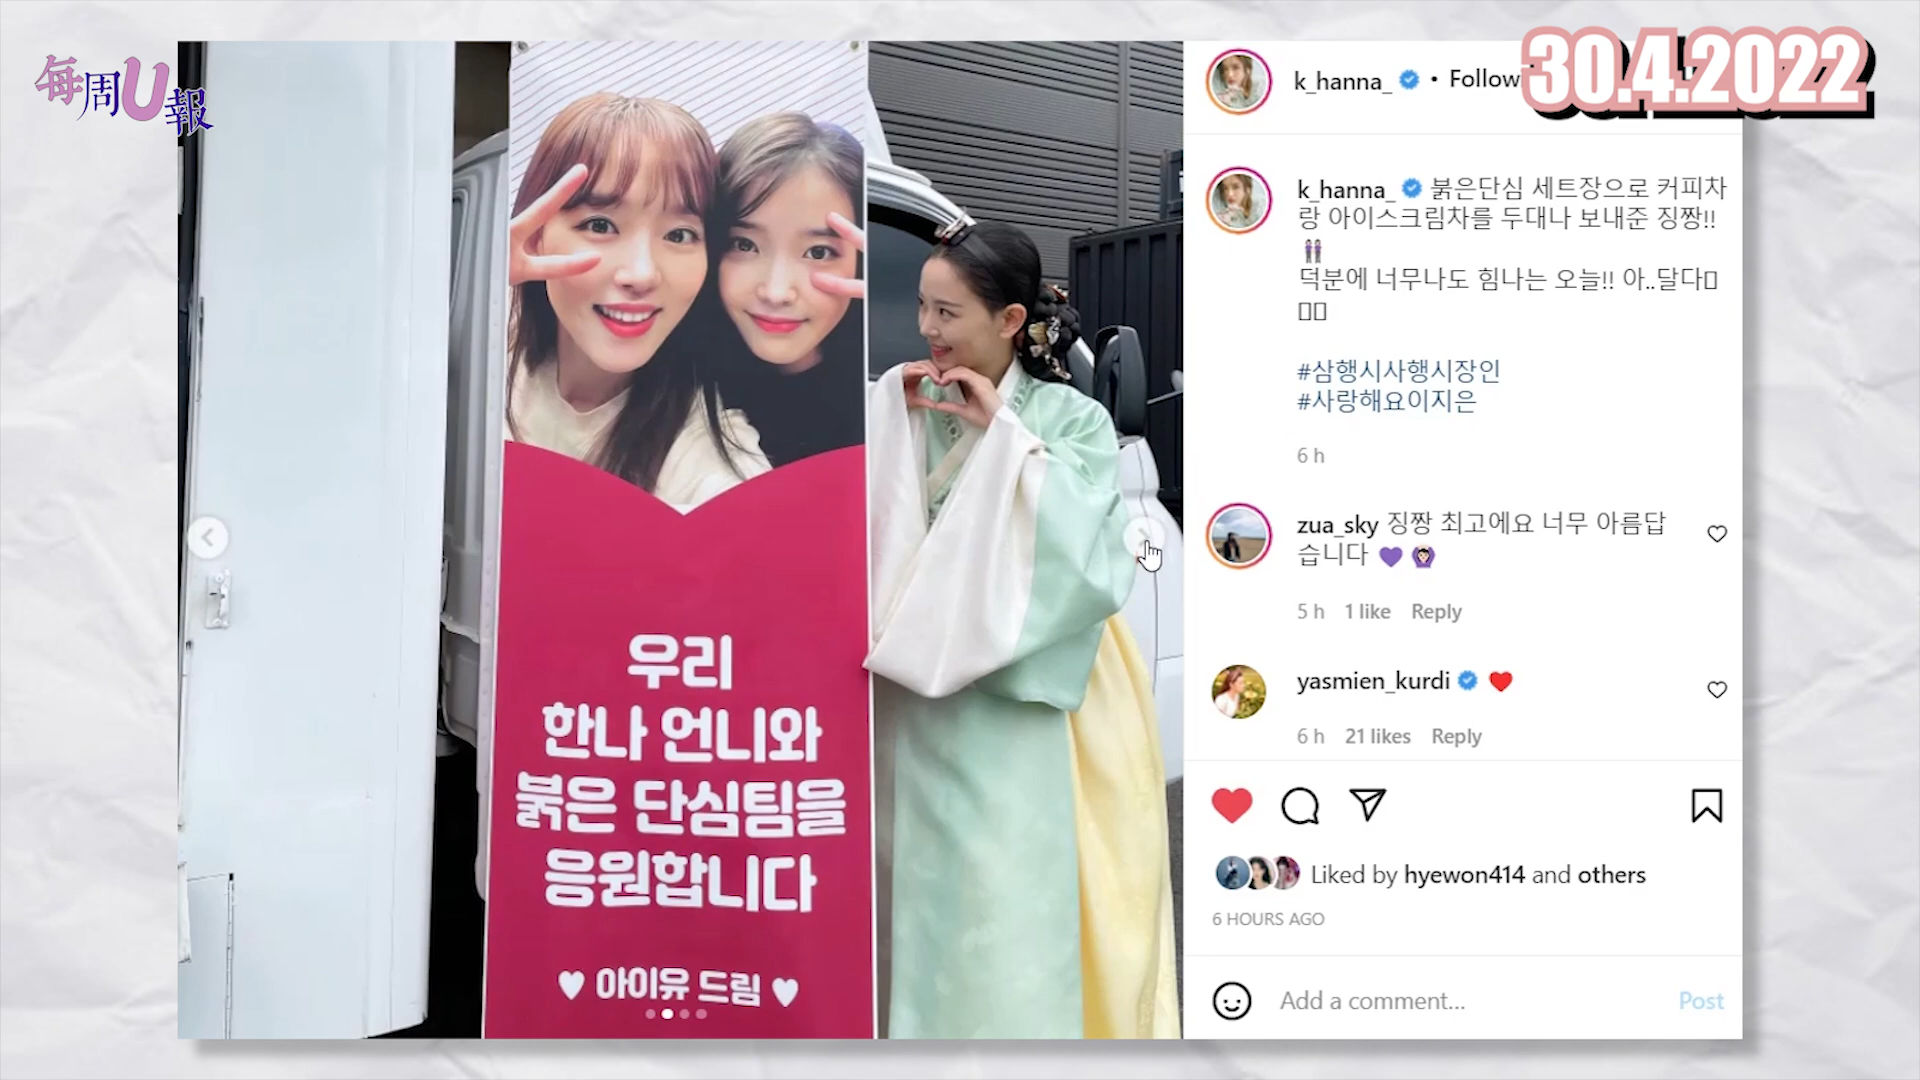 每周U報
30.4.2022
k_hanna_ • Follow
k_hanna_ 붉은단심 세트장으로 커피차
랑 아이스크림차를 두대나 보내준 징짱!!
덕분에 너무나도 힘나는 오늘!! 아..달다
#삼행시사행시장인
#사랑해요이지은
6 h
zua_sky 징짱 최고에요 너무 아름답
습니다
5 h 1 like Reply
yasmien_kurdi
6 h 21 likes Reply
Liked by hyewon414 and others
6 HOURS AGO
Add a comment... Post
우리
한나 언니와
붉은 단심팀을
응원합니다
♥ 아이유 드림 ♥